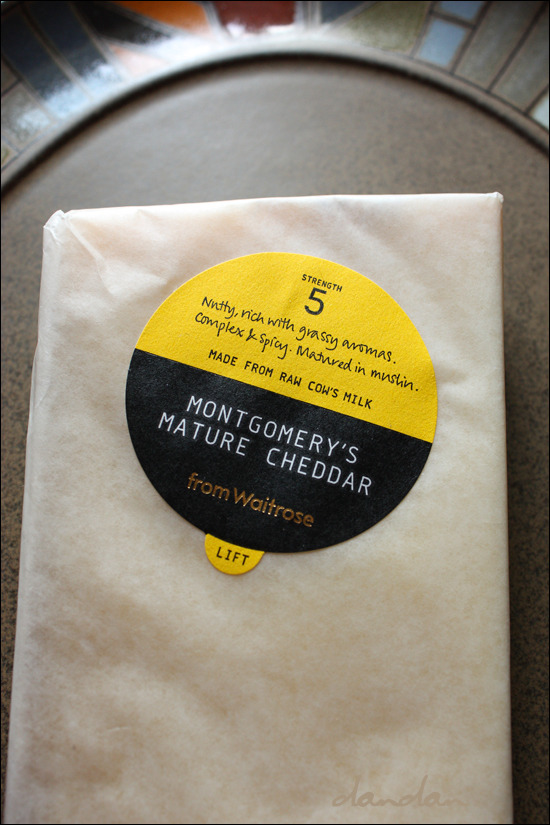 STRENGTH
5
Nutty, rich with grassy aromas.
Complex & spicy. Matured in muslin.
MADE FROM RAW COW'S MILK
MONTGOMERY'S
MATURE CHEDDAR
from Waitrose
LIFT
dandan